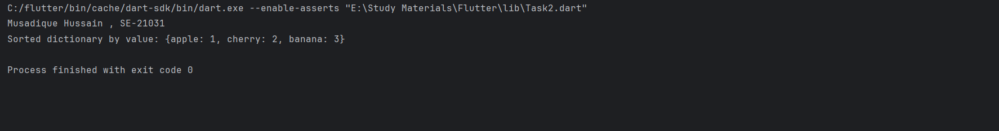 C:/flutter/bin/cache/dart-sdk/bin/dart.exe --enable-asserts "E:\Study Materials\Flutter\lib\Task2.dart"
Musadique Hussain , SE-21031
Sorted dictionary by value: {apple: 1, cherry: 2, banana: 3}
Process finished with exit code 0